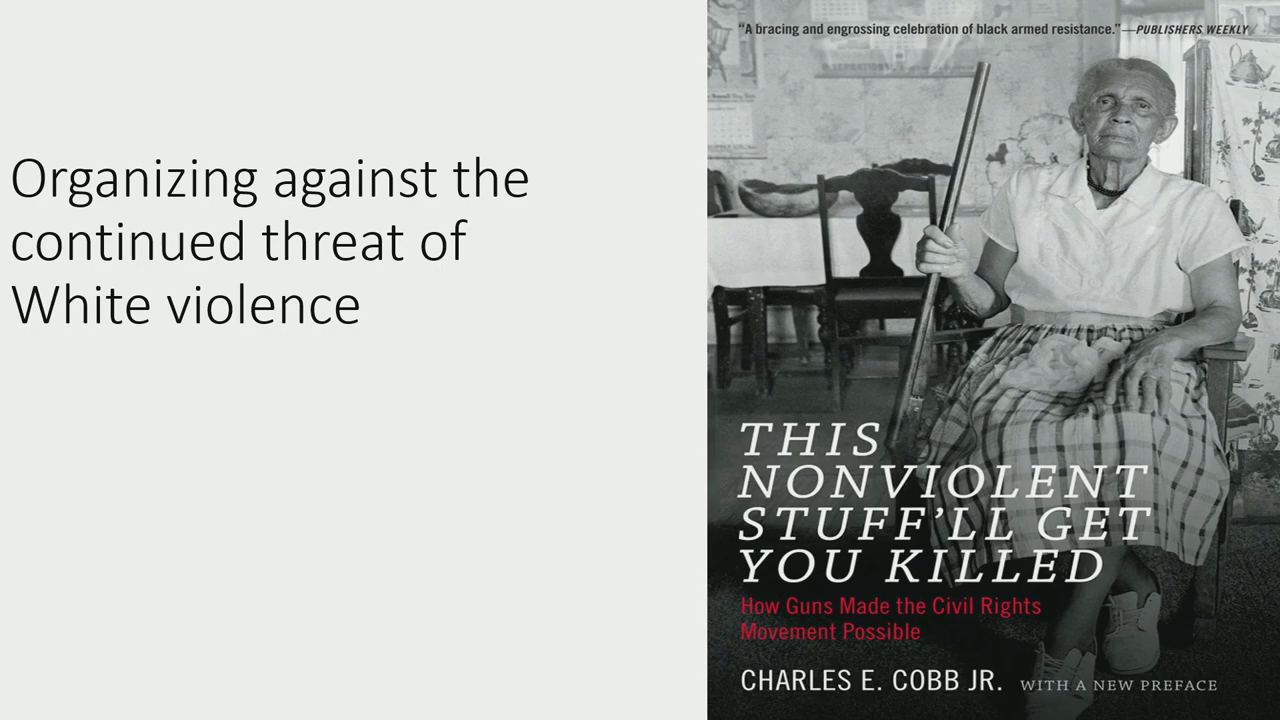 Organizing against the
continued threat of
White violence
“A bracing and engrossing celebration of black armed resistance.”—PUBLISHERS WEEKLY
THIS
NONVIOLENT
STUFF’LL GET
YOU KILLED
How Guns Made the Civil Rights
Movement Possible
CHARLES E. COBB JR. WITH A NEW PREFACE